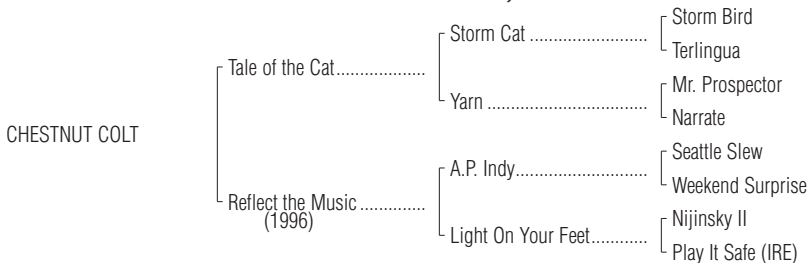 Storm Bird
Storm Cat ..............................
Terlingua
Tale of the Cat...................
Mr. Prospector
Yarn ..................................
Narrate
CHESTNUT COLT
Seattle Slew
A.P. Indy............................
Weekend Surprise
Reflect the Music ..............
(1996)
Nijinsky II
Light On Your Feet............
Play It Safe (IRE)